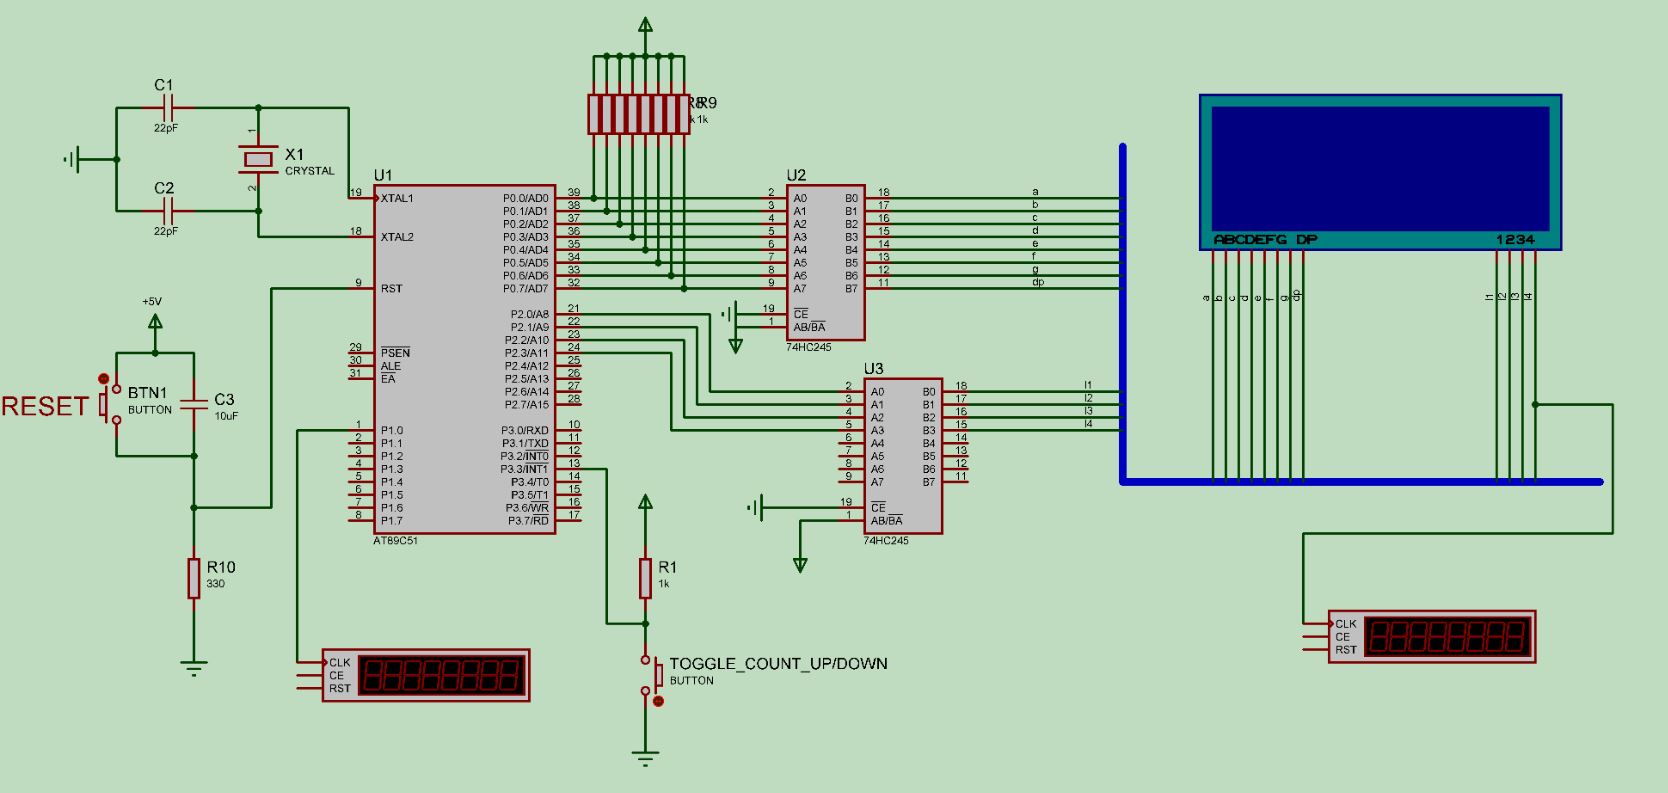 C1
22pF
C2
22pF
1
X1
CRYSTAL
2
+5V
RESET
BTN1
BUTTON
C3
10uF
R10
330
U1
19 XTAL1
18 XTAL2
9 RST
29 PSEN
30 ALE
31 EA
1 P1.0
2 P1.1
3 P1.2
4 P1.3
5 P1.4
6 P1.5
7 P1.6
8 P1.7
P0.0/AD0 39
P0.1/AD1 38
P0.2/AD2 37
P0.3/AD3 36
P0.4/AD4 35
P0.5/AD5 34
P0.6/AD6 33
P0.7/AD7 32
P2.0/A8 21
P2.1/A9 22
P2.2/A10 23
P2.3/A11 24
P2.4/A12 25
P2.5/A13 26
P2.6/A14 27
P2.7/A15 28
P3.0/RXD 10
P3.1/TXD 11
P3.2/INT0 12
P3.3/INT1 13
P3.4/T0 14
P3.5/T1 15
P3.6/WR 16
P3.7/RD 17
AT89C51
R9
1k
U2
2 A0 B0 18 a
3 A1 B1 17 b
4 A2 B2 16 c
5 A3 B3 15 d
6 A4 B4 14 e
7 A5 B5 13 f
8 A6 B6 12 g
9 A7 B7 11 dp
19 CE
1 AB/BA
74HC245
U3
2 A0 B0 18 l1
3 A1 B1 17 l2
4 A2 B2 16 l3
5 A3 B3 15 l4
6 A4 B4 14
7 A5 B5 13
8 A6 B6 12
9 A7 B7 11
19 CE
1 AB/BA
74HC245
R1
1k
TOGGLE_COUNT_UP/DOWN
BUTTON
CLK
CE
RST
ABCDEFG DP 1234
a b c d e f g dp l1 l2 l3 l4
CLK
CE
RST